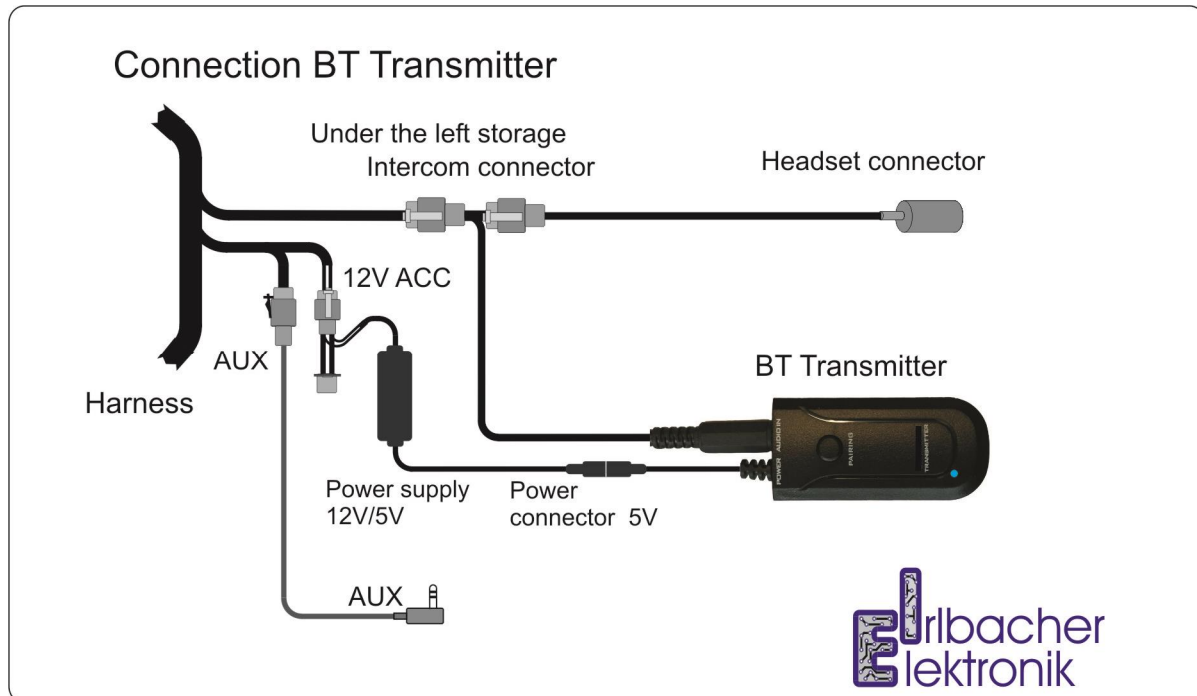 Connection BT Transmitter
Under the left storage
Intercom connector
Headset connector
12V ACC
AUX
BT Transmitter
Harness
AUDIO IN
POWER
PAIRING
TRANSMITTER
Power supply
12V/5V
Power
connector 5V
AUX
Irlbacher
Elektronik